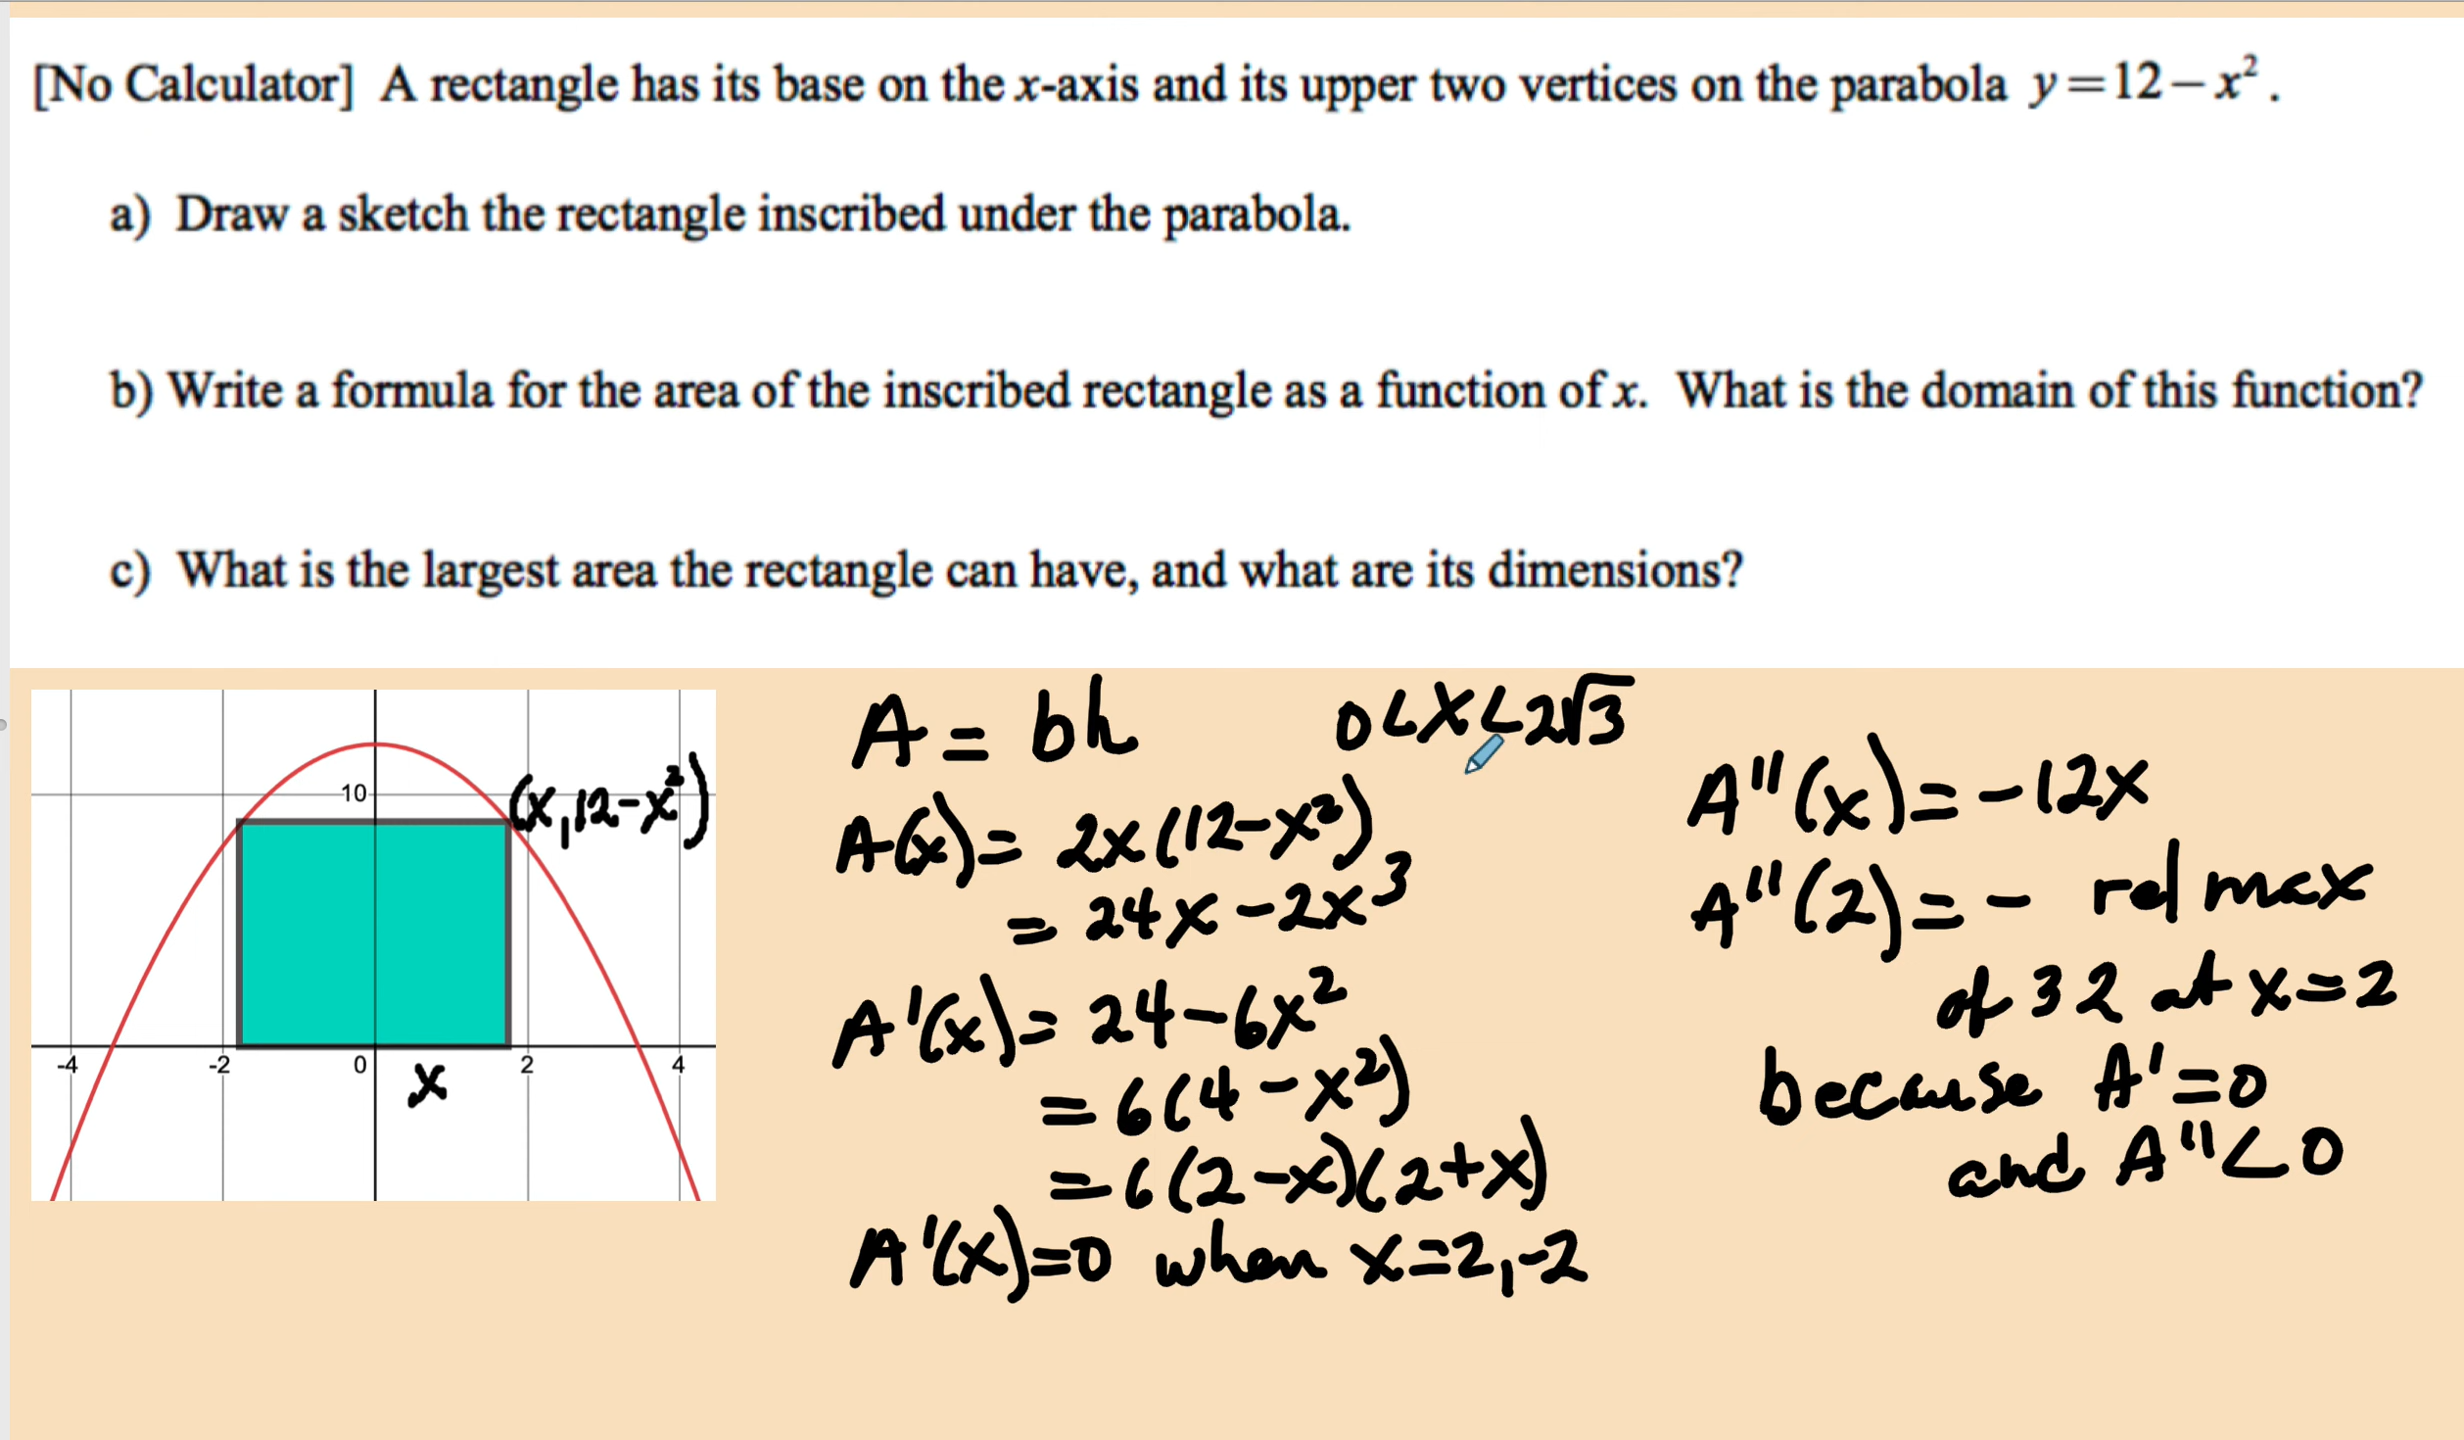 [No Calculator] A rectangle has its base on the x-axis and its upper two vertices on the parabola y=12−x².
a) Draw a sketch the rectangle inscribed under the parabola.
b) Write a formula for the area of the inscribed rectangle as a function of x. What is the domain of this function?
c) What is the largest area the rectangle can have, and what are its dimensions?
10
(x,12-x²)
-4 -2 0 2 4
x
A = bh 0<x<2√3
A(x)= 2x(12-x²)
= 24x-2x³
A'(x)= 24-6x²
= 6(4-x²)
=6(2-x)(2+x)
A'(x)=0 when x=2,-2
A''(x)=-12x
A''(2)= - rel max
of 32 at x=2
because A'=0
and A''<0